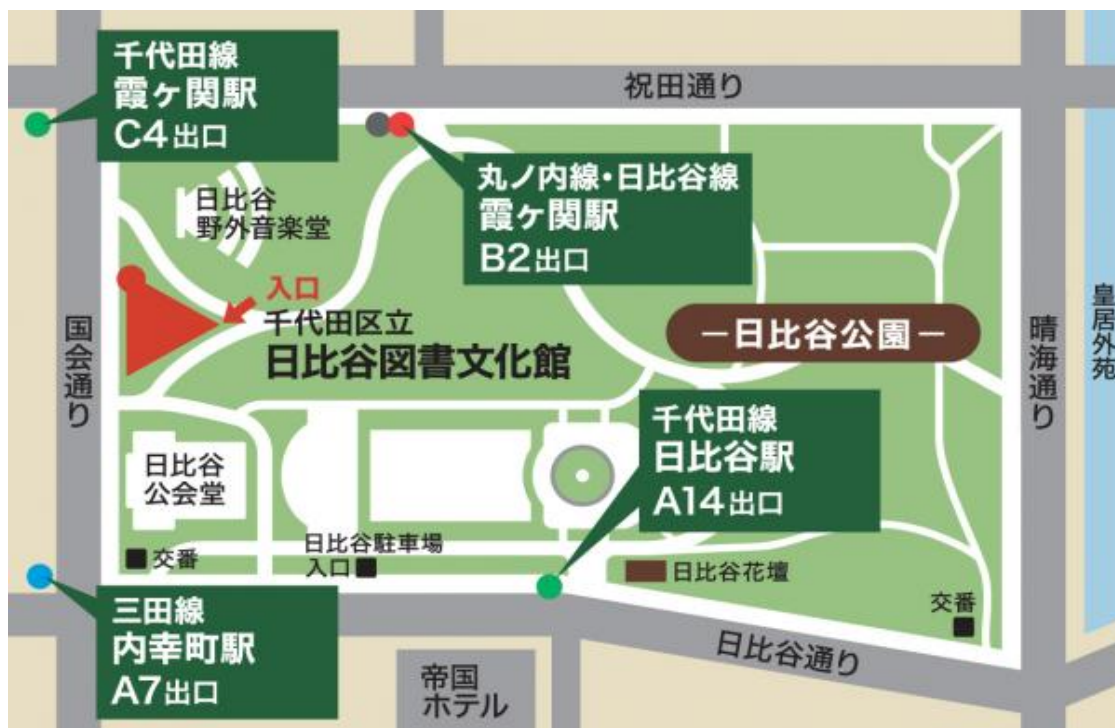 千代田線
霞ヶ関駅
C4出口
祝田通り
丸ノ内線・日比谷線
霞ヶ関駅
B2出口
日比谷
野外音楽堂
入口
千代田区立
日比谷図書文化館
国会通り
－日比谷公園－
晴海通り
皇居外苑
千代田線
日比谷駅
A14出口
日比谷
公会堂
交番
日比谷駐車場
入口
日比谷花壇
交番
三田線
内幸町駅
A7出口
日比谷通り
帝国
ホテル